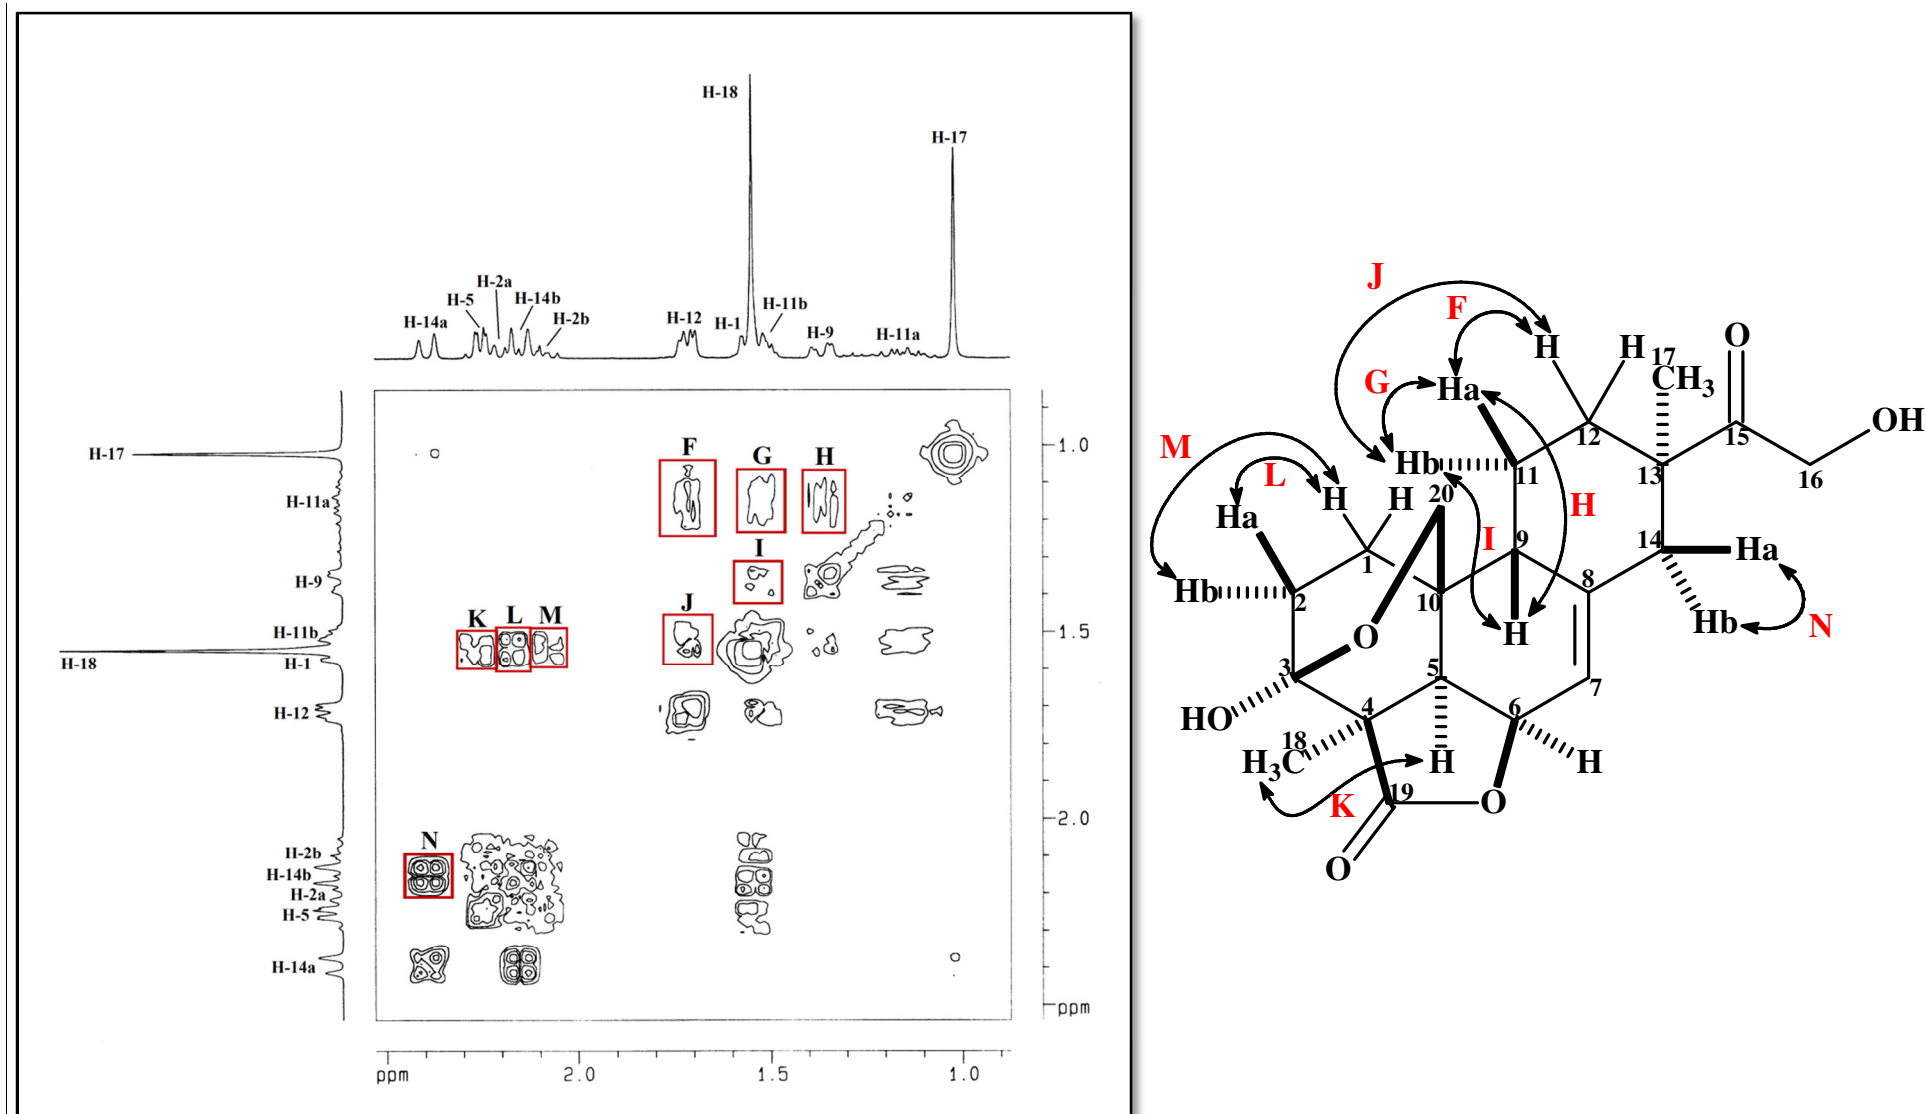 H-18
H-17
H-2a
H-5
H-14b
H-14a
H-2b
H-12
H-1
H-11b
H-9
H-11a
H-17
H-11a
H-9
H-11b
H-18
H-1
H-12
H-2b
H-14b
H-2a
H-5
H-14a
F G H
I
J
K L M
N
1.0
1.5
2.0
ppm
ppm 2.0 1.5 1.0
J
F
H H 17
CH3
O
G Ha
OH
12
15
M
Hb
11
13
16
L
H H 20
Ha
H
I 9
14 Ha
1
8
Hb
2
10
Hb
N
O
H
3
5
7
HO
4
6
18
H3C
H
H
K
19
O
O